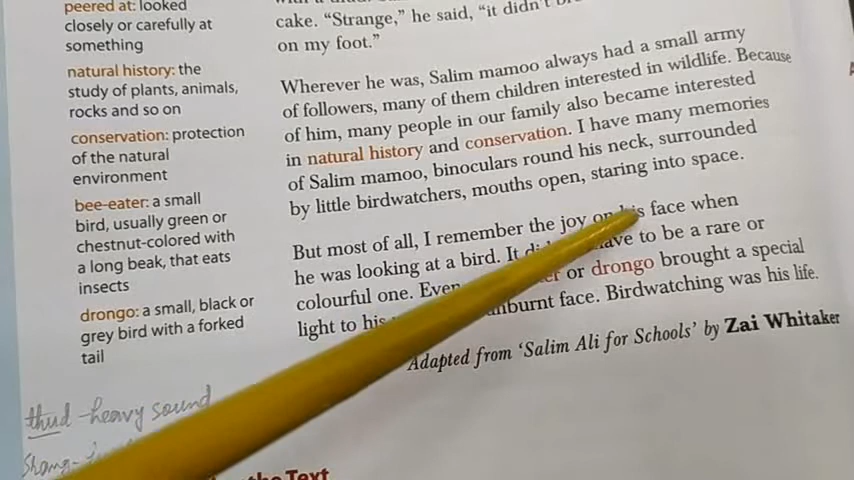 peered at: looked
closely or carefully at
something
natural history: the
study of plants, animals,
rocks and so on
conservation: protection
of the natural
environment
bee-eater: a small
bird, usually green or
chestnut-colored with
a long beak, that eats
insects
drongo: a small, black or
grey bird with a forked
tail
thud - heavy sound
cake. "Strange," he said, "it didn't
on my foot."
Wherever he was, Salim mamoo always had a small army
of followers, many of them children interested in wildlife. Because
of him, many people in our family also became interested
in natural history and conservation. I have many memories
of Salim mamoo, binoculars round his neck, surrounded
by little birdwatchers, mouths open, staring into space.
But most of all, I remember the joy on his face when
he was looking at a bird. It have to be a rare or
colourful one. Even or drongo brought a special
light to his sunburnt face. Birdwatching was his life.
Adapted from 'Salim Ali for Schools' by Zai Whitaker
the Text